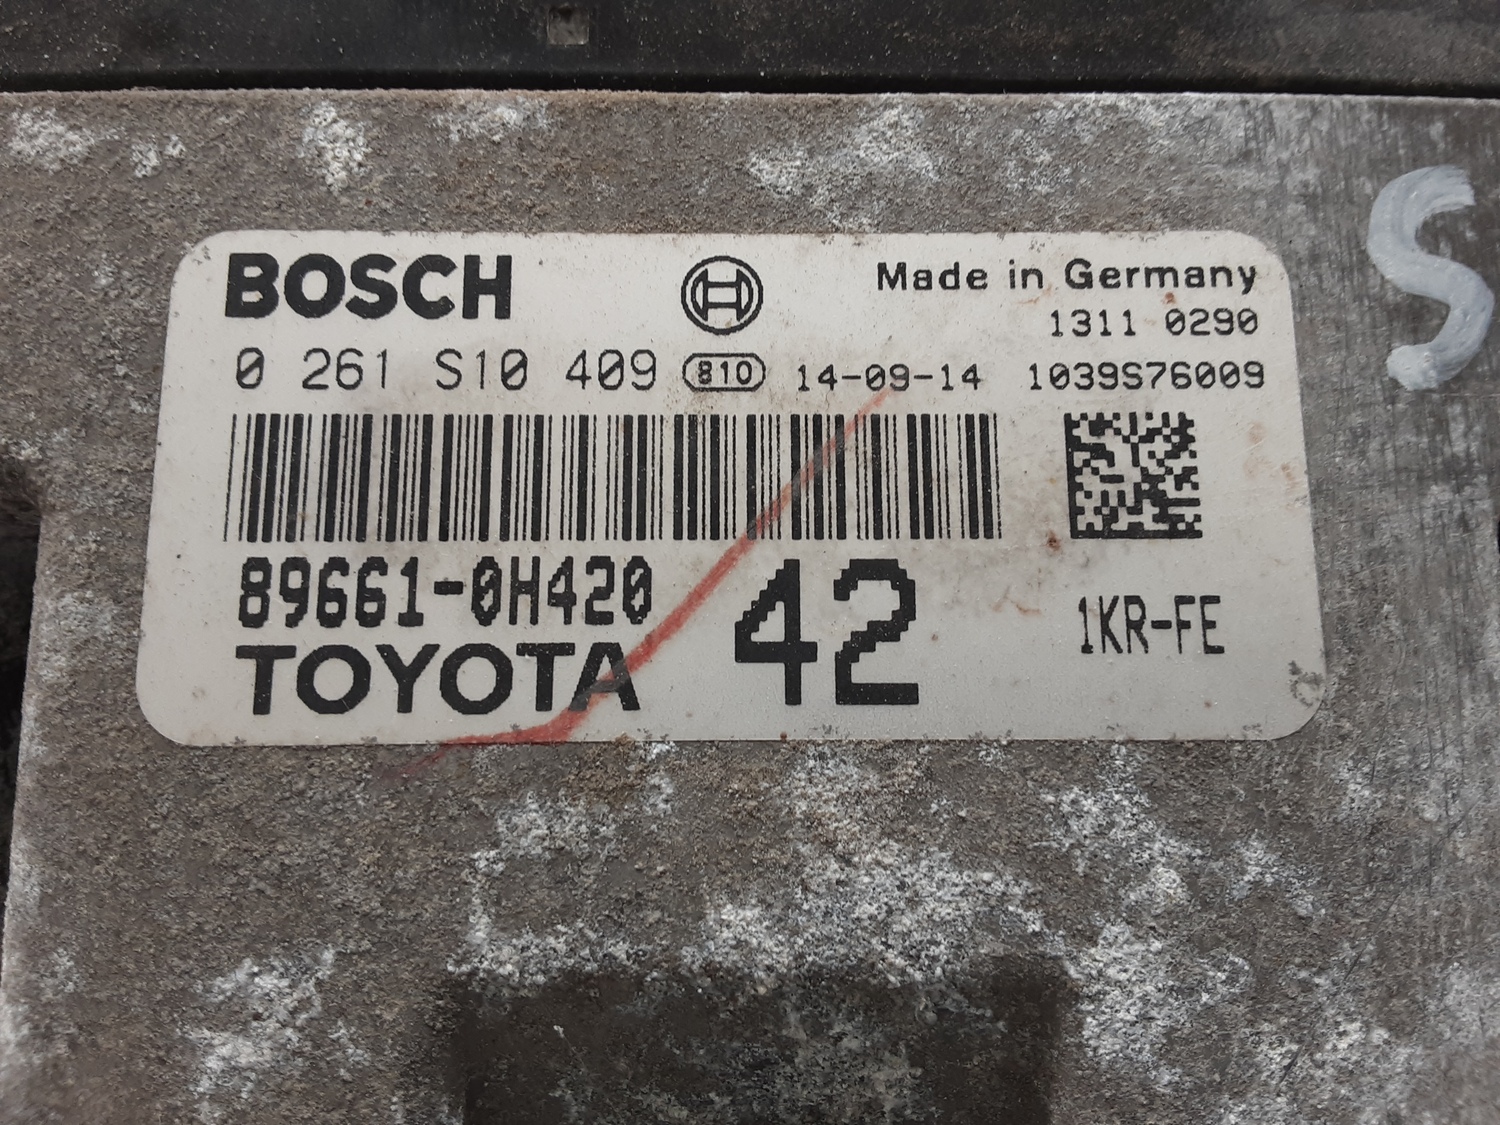 BOSCH
Made in Germany
1311 0290
0 261 S10 409 810 14-09-14 1039S76009
89661-0H420
42
1KR-FE
TOYOTA
S